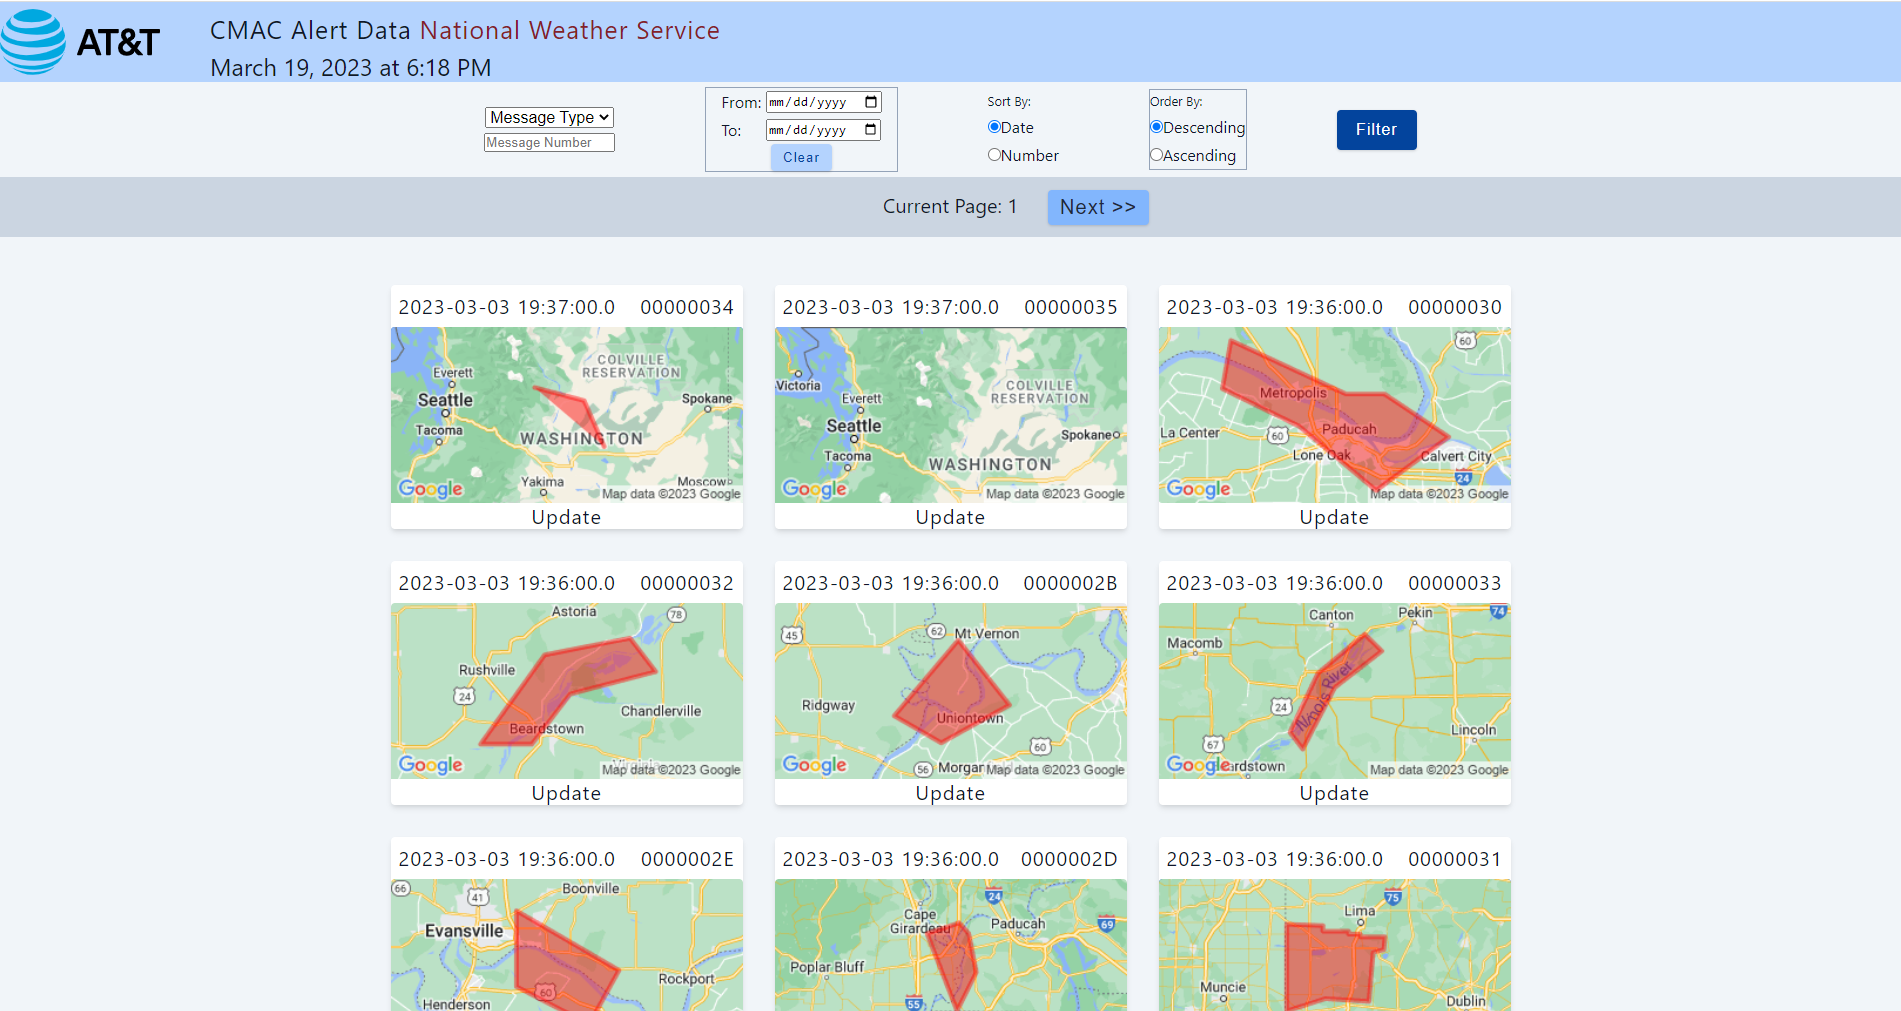 AT&T
CMAC Alert Data National Weather Service
March 19, 2023 at 6:18 PM
Message Type
Message Number
From: mm/dd/yyyy
To: mm/dd/yyyy
Clear
Sort By:
Date
Number
Order By:
Descending
Ascending
Filter
Current Page: 1 Next >>
2023-03-03 19:37:00.0 00000034
COLVILLE
RESERVATION
Everett
Seattle
Spokane
Tacoma
WASHINGTON
Yakima
Moscow
Google
Map data ©2023 Google
Update
2023-03-03 19:37:00.0 00000035
Victoria
COLVILLE
RESERVATION
Everett
Seattle
Spokane
Tacoma
WASHINGTON
Google
Map data ©2023 Google
Update
2023-03-03 19:36:00.0 00000030
60
Metropolis
La Center
60
Paducah
Lone Oak
Calvert City
24
Google
Map data ©2023 Google
Update
2023-03-03 19:36:00.0 00000032
Astoria
78
Rushville
24
Chandlerville
Beardstown
Google
Map data ©2023 Google
Update
2023-03-03 19:36:00.0 0000002B
45
62
Mt Vernon
Ridgway
Uniontown
60
56
Google
Map data ©2023 Google
Update
2023-03-03 19:36:00.0 00000033
Canton
Pekin
74
Macomb
Illinois River
24
Lincoln
67
Google
ardstown
Map data ©2023 Google
Update
2023-03-03 19:36:00.0 0000002E
66
41
Boonville
Evansville
Rockport
60
Henderson
2023-03-03 19:36:00.0 0000002D
24
Cape
Girardeau
Paducah
69
Poplar Bluff
55
2023-03-03 19:36:00.0 00000031
75
Lima
Muncie
Dublin